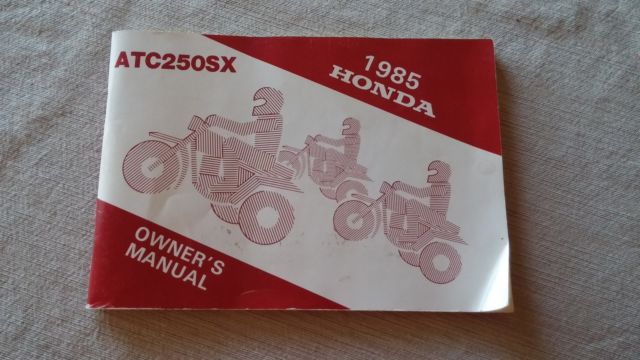 ATC250SX
1985
HONDA
OWNER'S
MANUAL